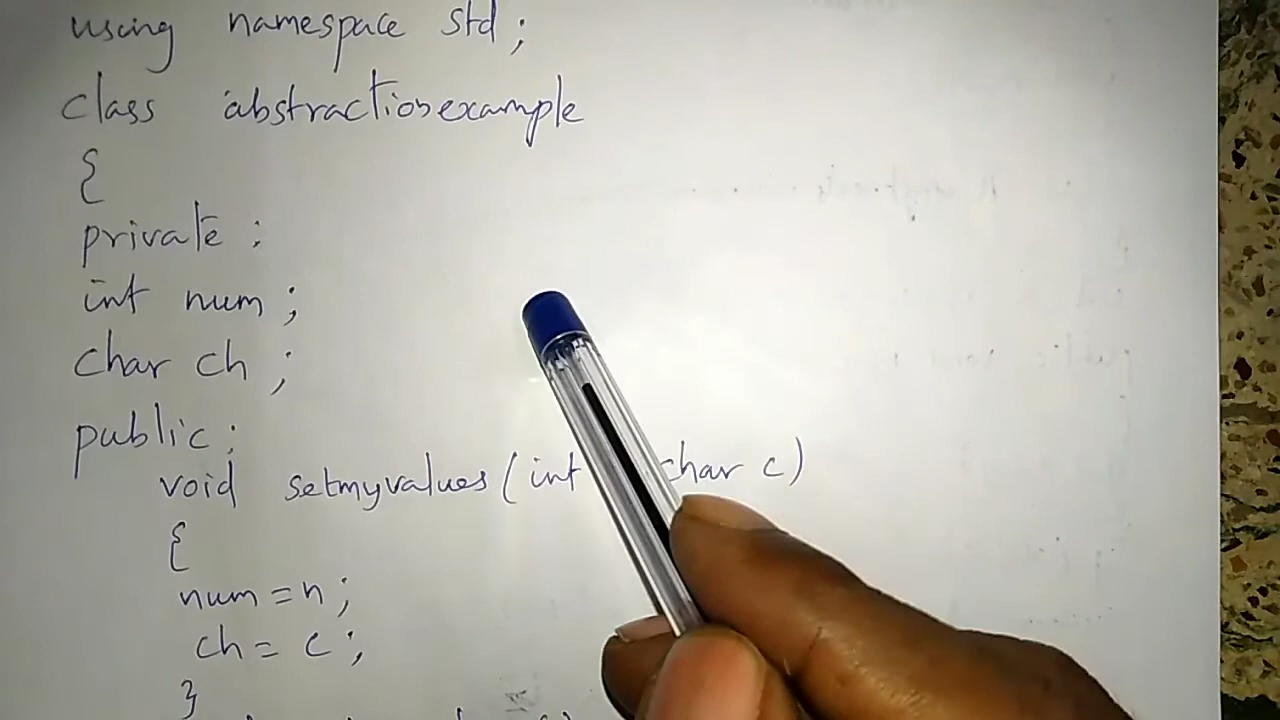 using namespace std;
class abstractionexample
{
private:
int num;
char ch;
public:
void setmyvalues(int char c)
{
num=n;
ch= c;
}